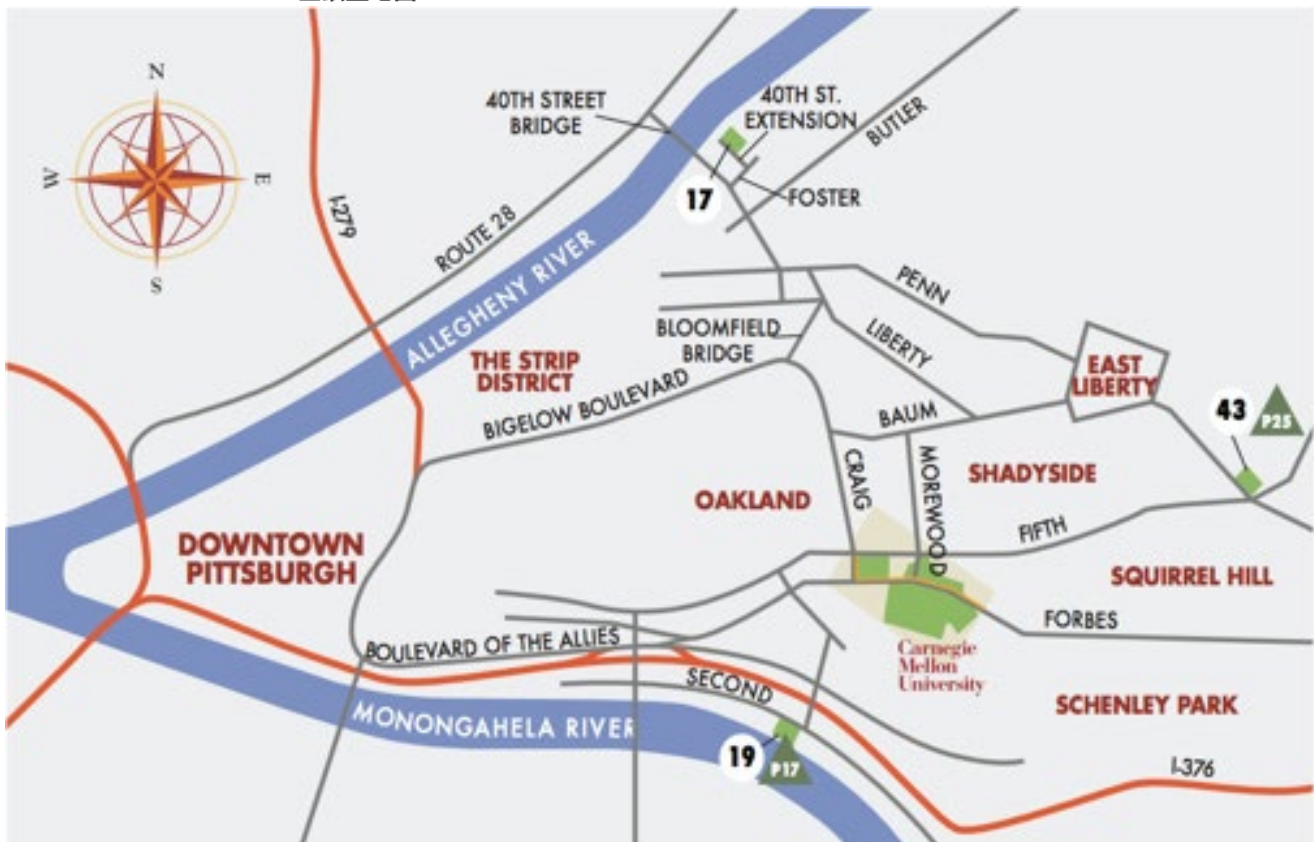 N
W
E
S
40TH STREET
BRIDGE
40TH ST.
EXTENSION
BUTLER
I-279
ROUTE 28
17
FOSTER
ALLEGHENY RIVER
PENN
LIBERTY
BLOOMFIELD
BRIDGE
THE STRIP
DISTRICT
EAST
LIBERTY
BIGELOW BOULEVARD
BAUM
43
P25
CRAIG
MOREWOOD
SHADYSIDE
OAKLAND
FIFTH
DOWNTOWN
PITTSBURGH
SQUIRREL HILL
FORBES
BOULEVARD OF THE ALLIES
Carnegie
Mellon
University
SECOND
SCHENLEY PARK
MONONGAHELA RIVER
19
P17
I-376